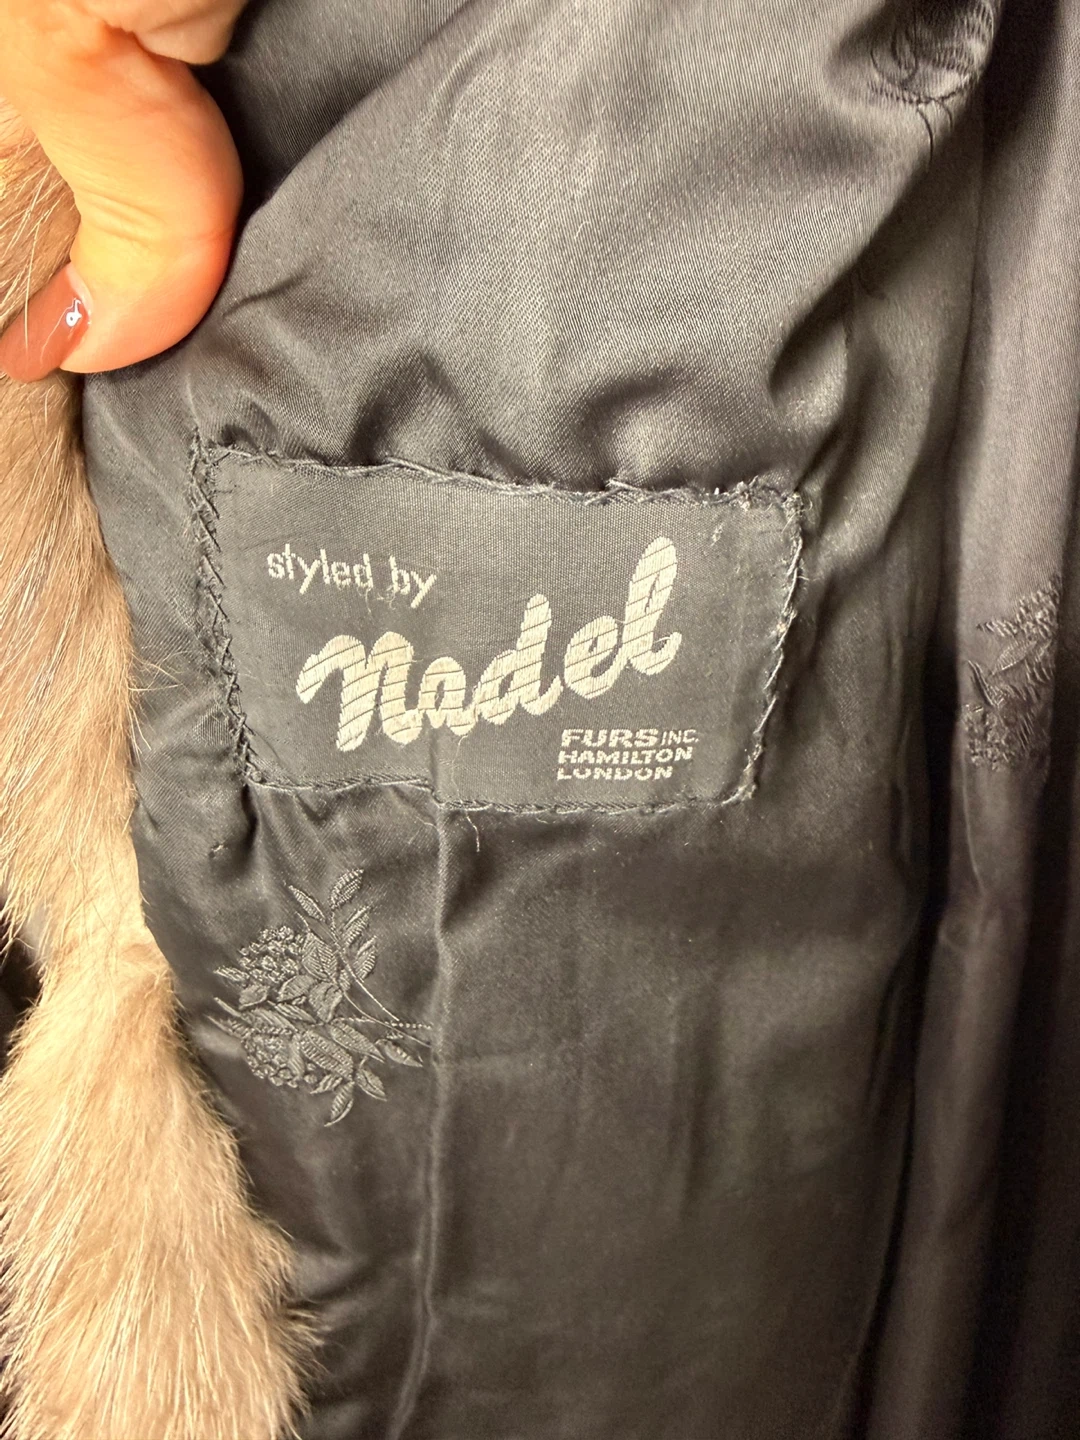 styled by
Nadel
FURS INC.
HAMILTON
LONDON